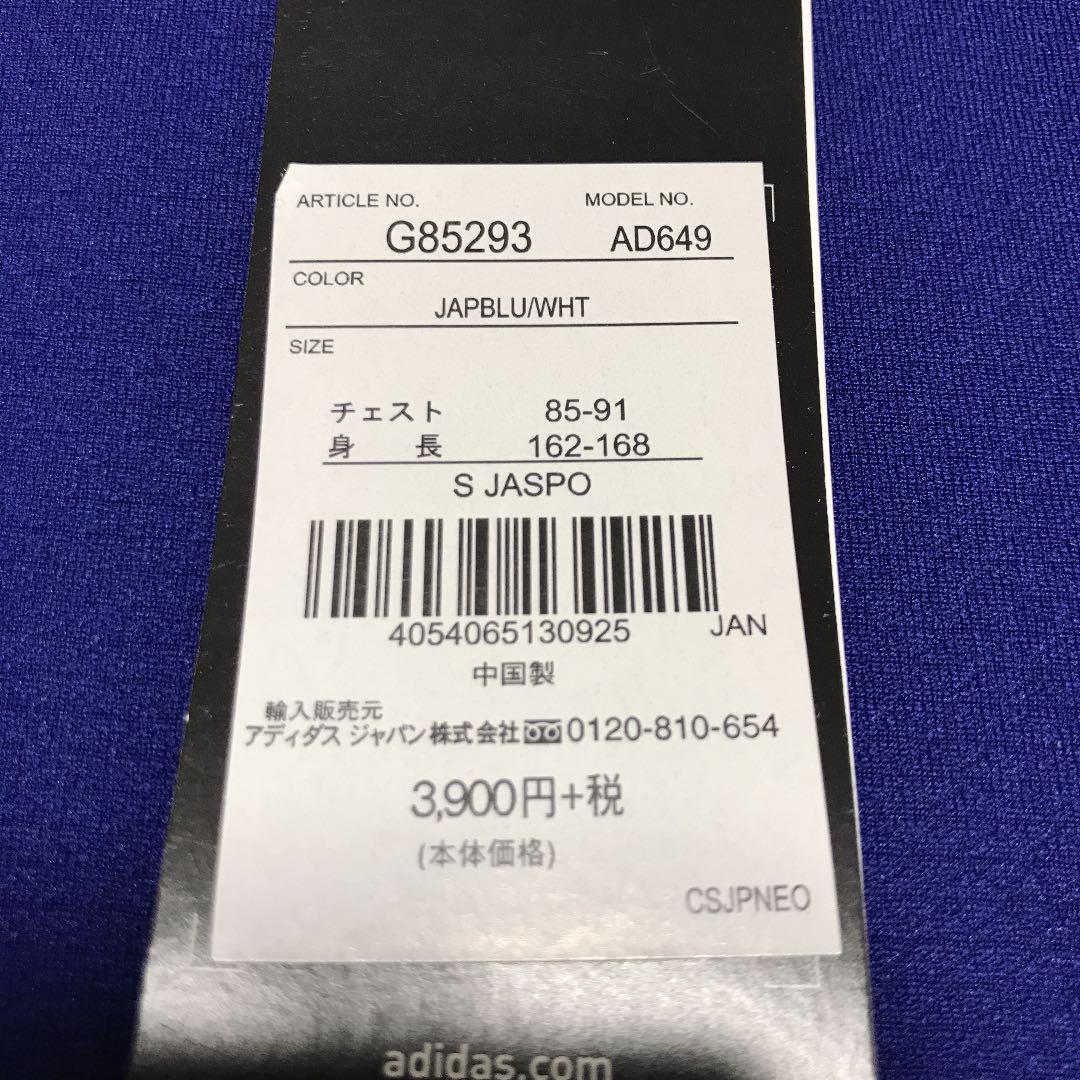 ARTICLE NO. MODEL NO.
G85293 AD649
COLOR
JAPBLU/WHT
SIZE
チェスト 85-91
身 長 162-168
S JASPO
4054065130925 JAN
中国製
輸入販売元
アディダス ジャパン株式会社 0120-810-654
3,900円+税
(本体価格)
CSJPNEO
adidas.com